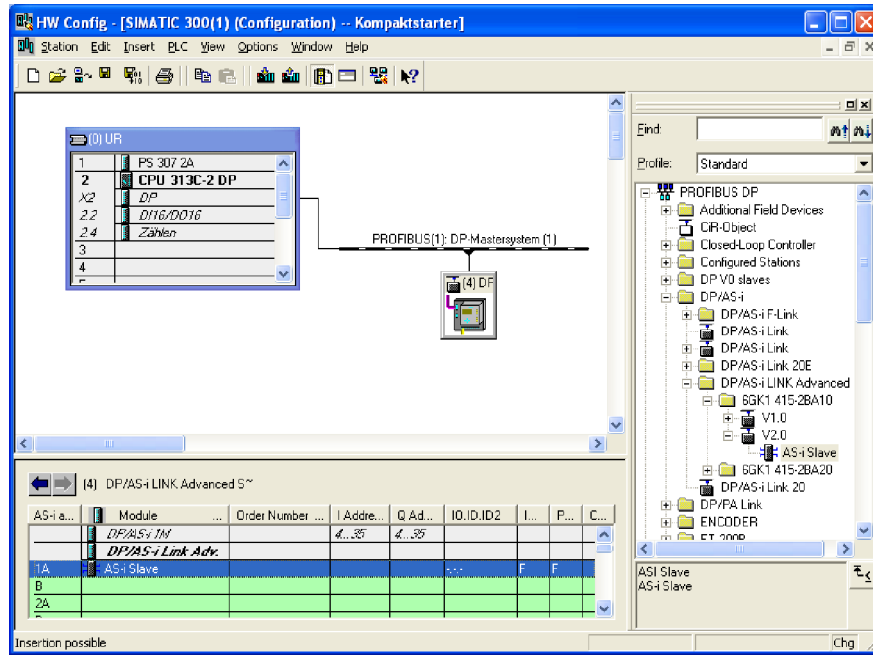 HW Config - [SIMATIC 300(1) (Configuration) -- Kompaktstarter]
Station Edit Insert PLC View Options Window Help
(0) UR
1 PS 307 2A
2 CPU 313C-2 DP
X2 DP
2.2 DI16/DO16
2.4 Zählen
3
4
PROFIBUS(1): DP-Mastersystem (1)
(4) DP
Find:
Profile: Standard
PROFIBUS DP
Additional Field Devices
CiR-Object
Closed-Loop Controller
Configured Stations
DP V0 slaves
DP/AS-i
DP/AS-i F-Link
DP/AS-i Link
DP/AS-i Link
DP/AS-i Link 20E
DP/AS-i LINK Advanced
6GK1 415-2BA10
V1.0
V2.0
AS-i Slave
6GK1 415-2BA20
DP/AS-i Link 20
DP/PA Link
ENCODER
ET 200B
ASI Slave
AS-i Slave
(4) DP/AS-i LINK Advanced S~
AS-i a... Module ... Order Number ... I Addre... Q Ad... IO.ID.ID2 I... P... C...
DP/AS-i 1M 4...35 4...35
DP/AS-i Link Adv.
1A AS-i Slave -.-.- F F
B
2A
Insertion possible Chg